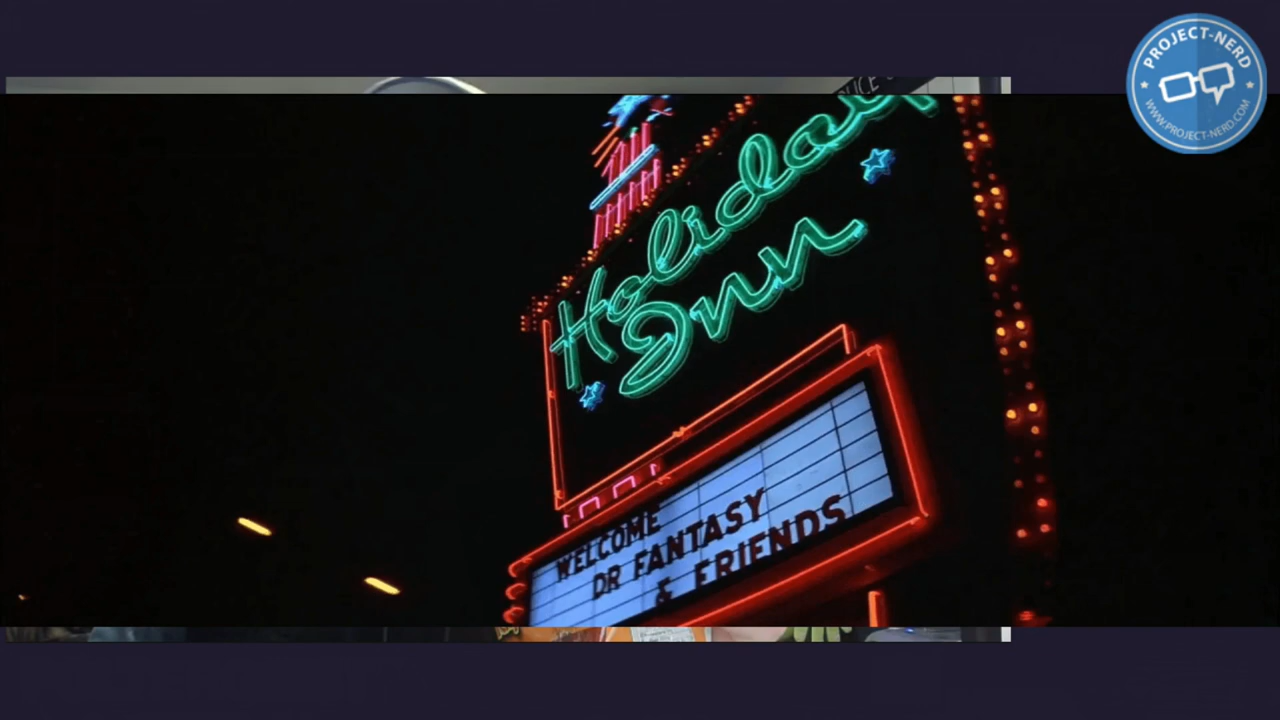 PROJECT-NERD
WWW.PROJECT-NERD.COM
Holiday
Inn
WELCOME
DR FANTASY
& FRIENDS